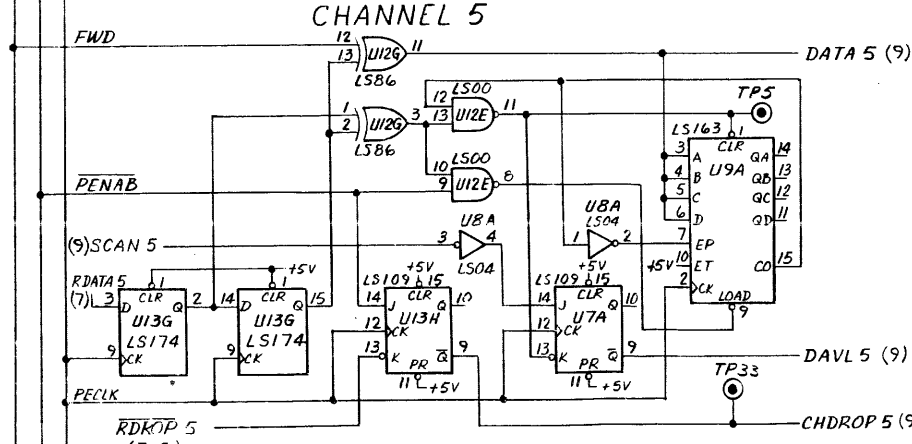 CHANNEL 5
FWD
12
13
U12G
11
LS86
DATA 5 (9)
1
2
U12G
3
LS86
LS00
12
13
U12E
11
TP5
LS163
1
CLR
U9A
3 A
4 B
5 C
6 D
7 EP
+5V 10 ET
2 CK
QA 14
QB 13
QC 12
QD 11
CO 15
LOAD
9
LS00
10
9
U12E
8
PENAB
U8A
LS04
1
2
(9) SCAN 5
U8A
3
4
LS04
RDATA 5
(7) 3
D
1
CLR
Q
2
U13G
LS174
9
CK
+5V
14
D
1
CLR
Q
15
U13G
LS174
9
CK
LS109
+5V
15
14
J
CLR
Q
10
U13H
12
CK
13
K
Q
9
PR
11
+5V
LS109
+5V
15
14
J
CLR
Q
10
U7A
12
CK
13
K
Q
9
PR
11
+5V
DAVL 5 (9)
TP33
PECLK
RDROP 5
CHDROP 5 (9